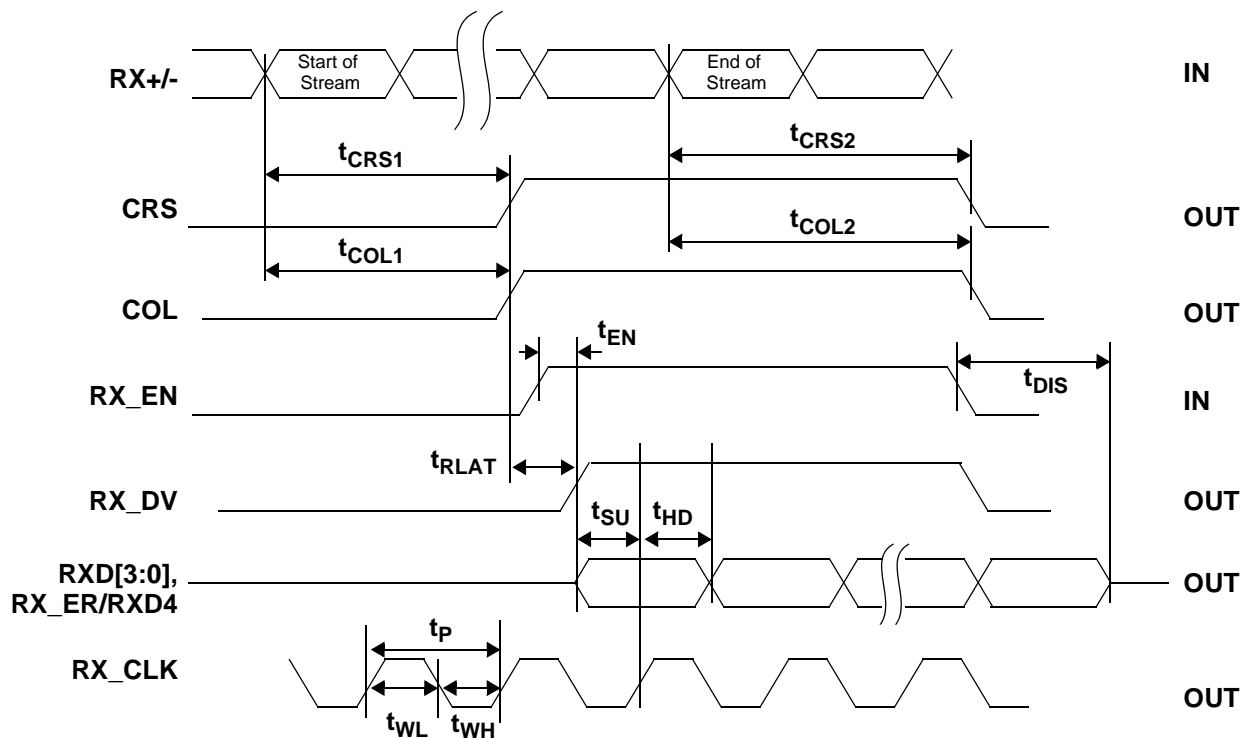 RX+/-
Start of
Stream
End of
Stream
IN
tCRS1
tCRS2
CRS
OUT
tCOL1
tCOL2
COL
OUT
tEN
tDIS
RX_EN
IN
tRLAT
RX_DV
OUT
tSU
tHD
RXD[3:0],
RX_ER/RXD4
OUT
tP
RX_CLK
OUT
tWL
tWH